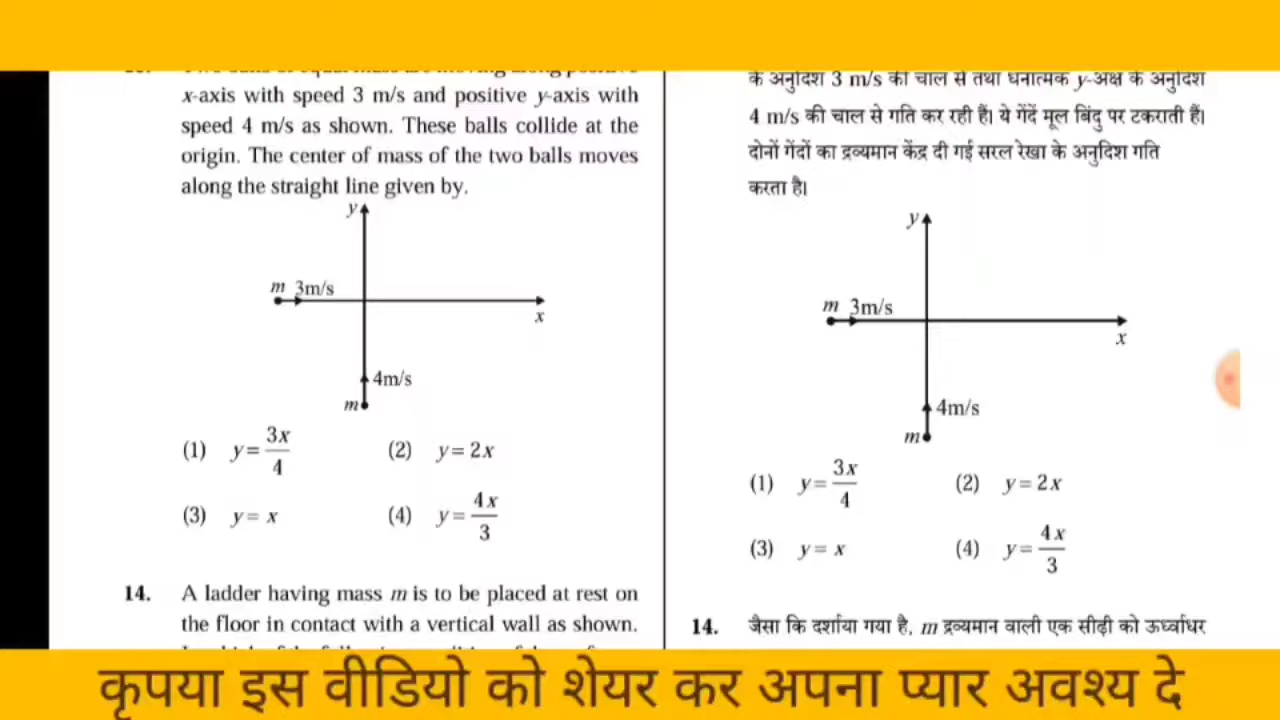 x-axis with speed 3 m/s and positive y-axis with
speed 4 m/s as shown. These balls collide at the
origin. The center of mass of the two balls moves
along the straight line given by.
y
m 3m/s
x
4m/s
m
(1) y = 3x/4 (2) y = 2x
(3) y = x (4) y = 4x/3
14. A ladder having mass m is to be placed at rest on
the floor in contact with a vertical wall as shown.
के अनुदिश 3 m/s की चाल से तथा धनात्मक y-अक्ष के अनुदिश
4 m/s की चाल से गति कर रही हैं। ये गेंदें मूल बिंदु पर टकराती हैं।
दोनों गेंदों का द्रव्यमान केंद्र दी गई सरल रेखा के अनुदिश गति
करता है।
y
m 3m/s
x
4m/s
m
(1) y = 3x/4 (2) y = 2x
(3) y = x (4) y = 4x/3
14. जैसा कि दर्शाया गया है, m द्रव्यमान वाली एक सीढ़ी को ऊर्ध्वाधर
कृपया इस वीडियो को शेयर कर अपना प्यार अवश्य दे